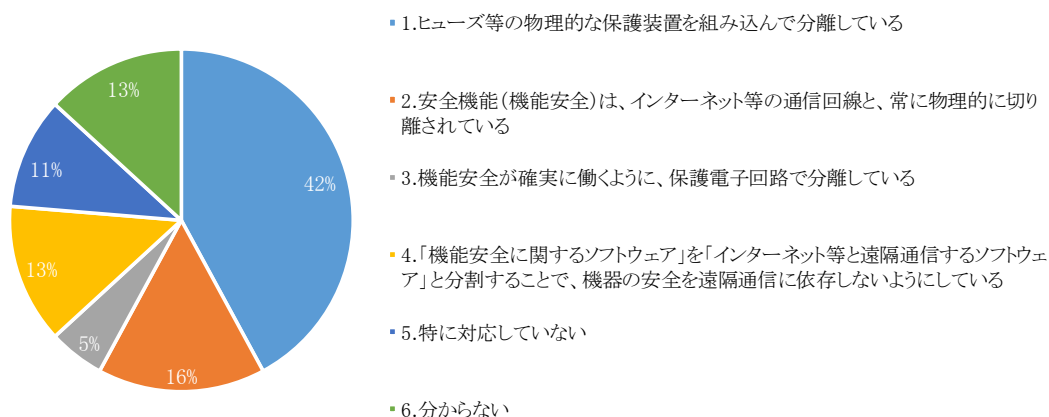 1.ヒューズ等の物理的な保護装置を組み込んで分離している
13%
2.安全機能(機能安全)は、インターネット等の通信回線と、常に物理的に切り
離されている
11%
42%
3.機能安全が確実に働くように、保護電子回路で分離している
4.「機能安全に関するソフトウェア」を「インターネット等と遠隔通信するソフトウェ
ア」と分割することで、機器の安全を遠隔通信に依存しないようにしている
13%
5%
5.特に対応していない
16%
6.分からない